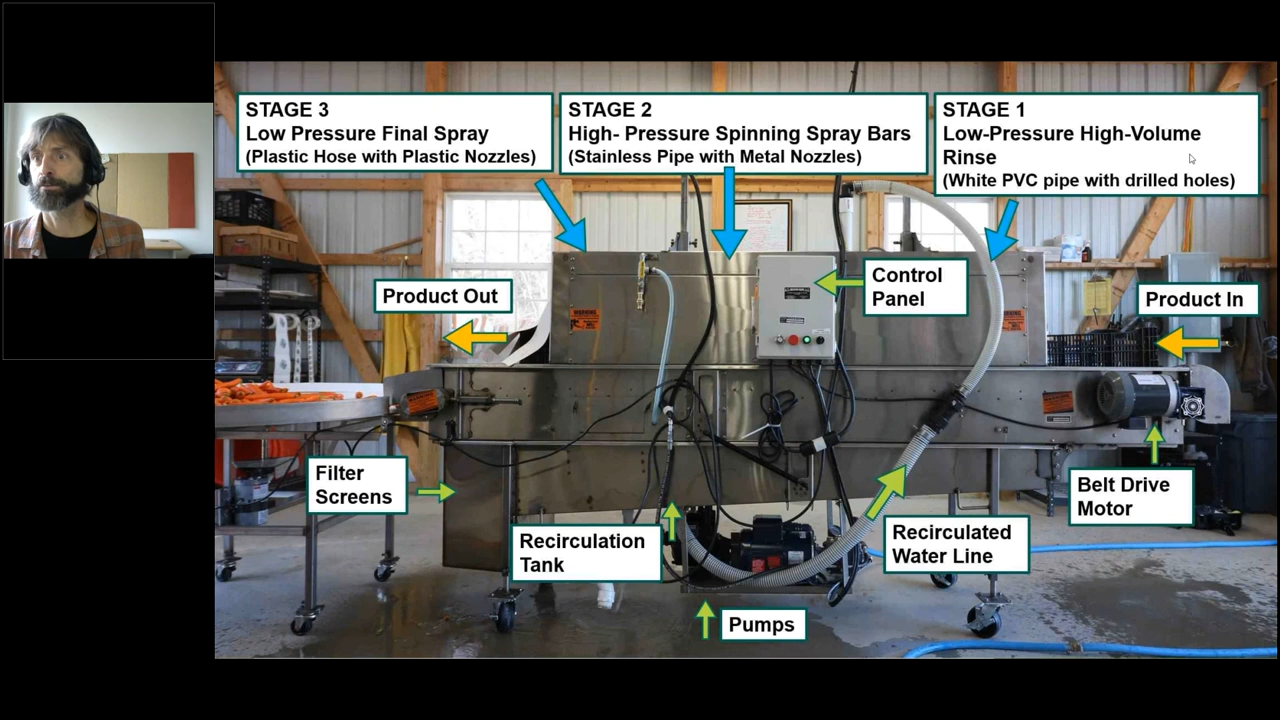 STAGE 3
Low Pressure Final Spray
(Plastic Hose with Plastic Nozzles)
STAGE 2
High- Pressure Spinning Spray Bars
(Stainless Pipe with Metal Nozzles)
STAGE 1
Low-Pressure High-Volume
Rinse
(White PVC pipe with drilled holes)
Product Out
Control
Panel
Product In
WARNING
Filter
Screens
Recirculation
Tank
Recirculated
Water Line
Belt Drive
Motor
Pumps